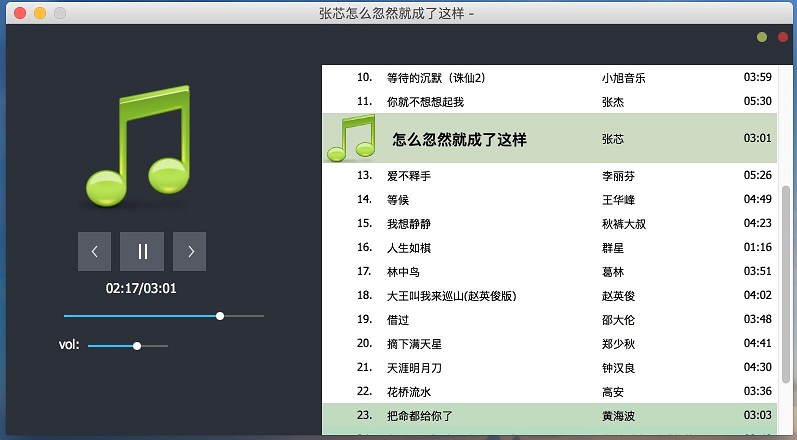 张芯怎么忽然就成了这样 -
10. 等待的沉默（诛仙2） 小旭音乐 03:59
11. 你就不想想起我 张杰 05:30
怎么忽然就成了这样 张芯 03:01
13. 爱不释手 李丽芬 05:26
14. 等候 王华峰 04:49
15. 我想静静 秋裤大叔 04:23
16. 人生如棋 群星 01:16
17. 林中鸟 葛林 03:51
18. 大王叫我来巡山(赵英俊版) 赵英俊 04:02
19. 借过 邵大伦 03:48
20. 摘下满天星 郑少秋 04:41
21. 天涯明月刀 钟汉良 04:30
22. 花桥流水 高安 03:36
23. 把命都给你了 黄海波 03:03
02:17/03:01
vol: